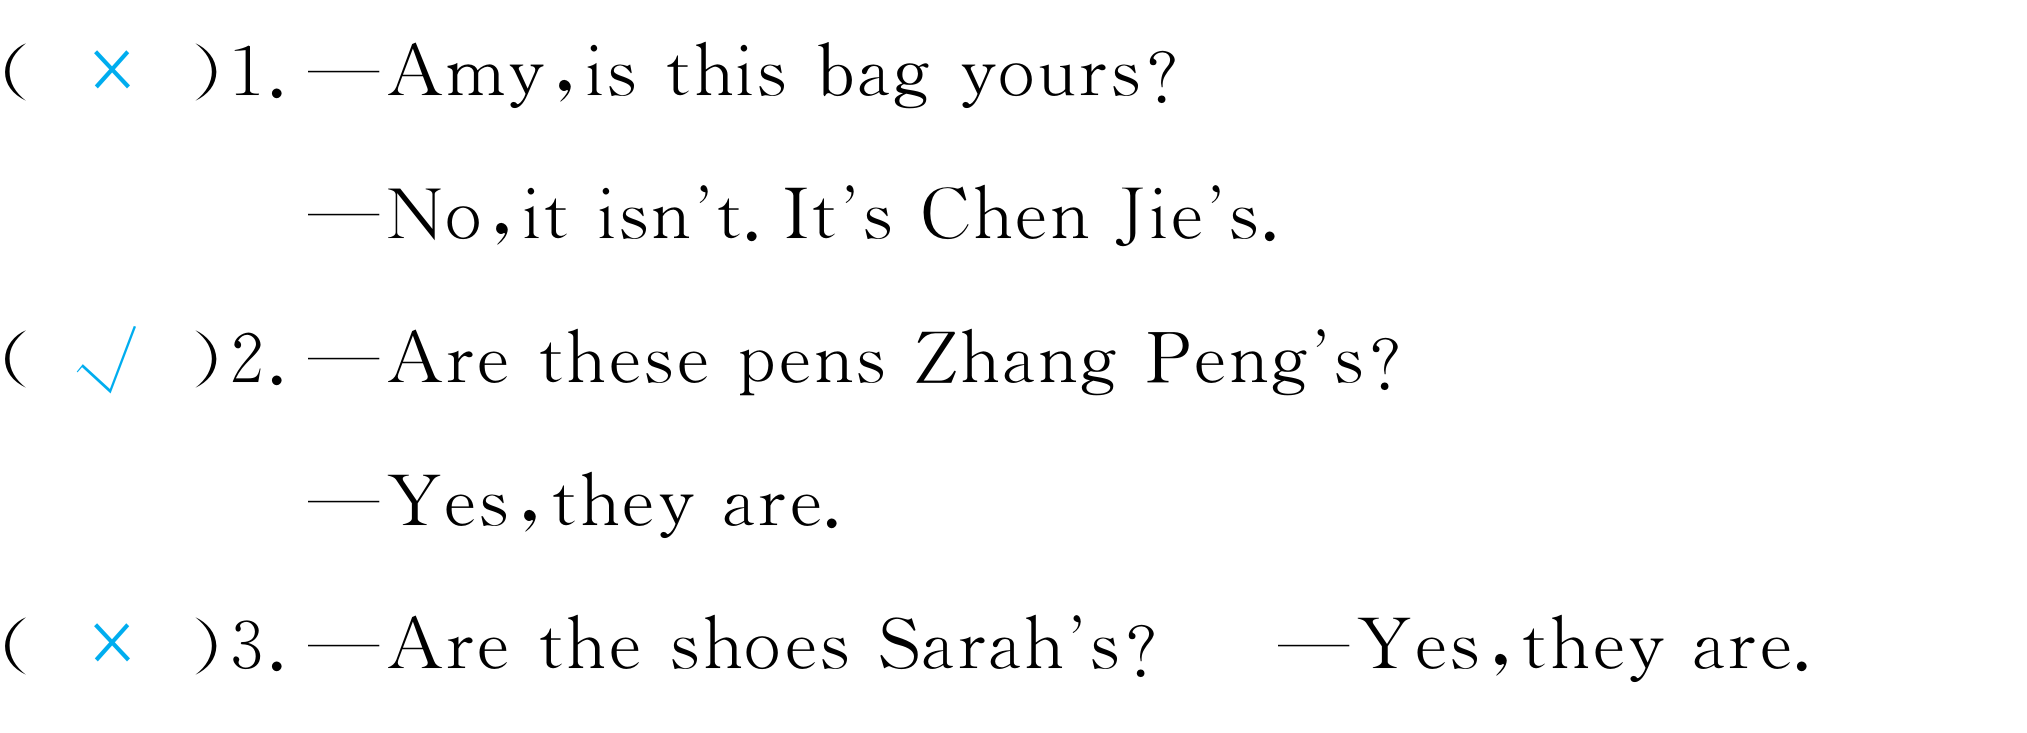 ( × )1. —Amy,is this bag yours?
—No,it isn't. It's Chen Jie's.
( √ )2. —Are these pens Zhang Peng's?
—Yes,they are.
( × )3. —Are the shoes Sarah's? —Yes,they are.